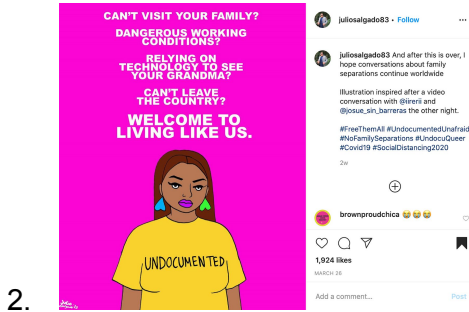 CAN'T VISIT YOUR FAMILY?
DANGEROUS WORKING
CONDITIONS?
RELYING ON
TECHNOLOGY TO SEE
YOUR GRANDMA?
CAN'T LEAVE
THE COUNTRY?
WELCOME TO
LIVING LIKE US.
UNDOCUMENTED
juliosalgado83 • Follow
juliosalgado83 And after this is over, I
hope conversations about family
separations continue worldwide
Illustration inspired after a video
conversation with @lirerii and
@josue_sin_barreras the other night.
#FreeThemAll #UndocumentedUnafraid
#NoFamilySeparations #UndocuQueer
#Covid19 #SocialDistancing2020
2w
brownproudchica 😂😂😂
1,924 likes
MARCH 26
Add a comment...
Post
2.